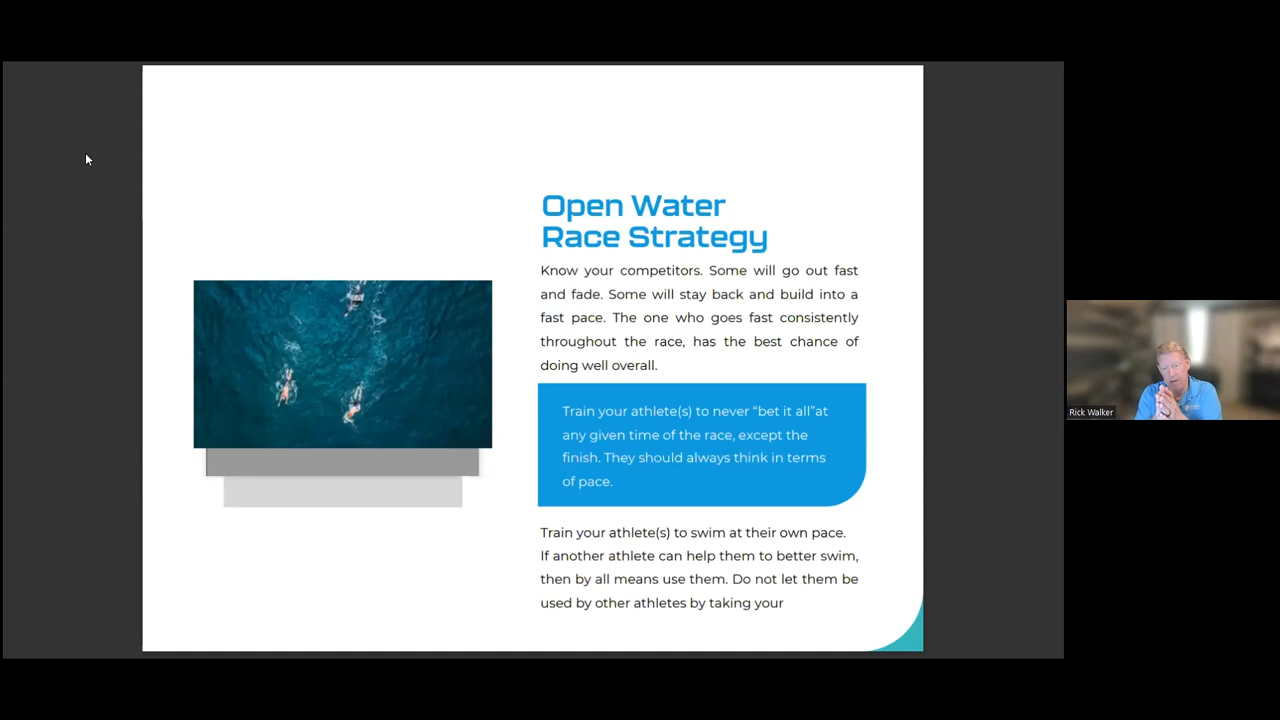 Open Water
Race Strategy
Know your competitors. Some will go out fast
and fade. Some will stay back and build into a
fast pace. The one who goes fast consistently
throughout the race, has the best chance of
doing well overall.
Train your athlete(s) to never “bet it all”at
any given time of the race, except the
finish. They should always think in terms
of pace.
Train your athlete(s) to swim at their own pace.
If another athlete can help them to better swim,
then by all means use them. Do not let them be
used by other athletes by taking your
Rick Walker